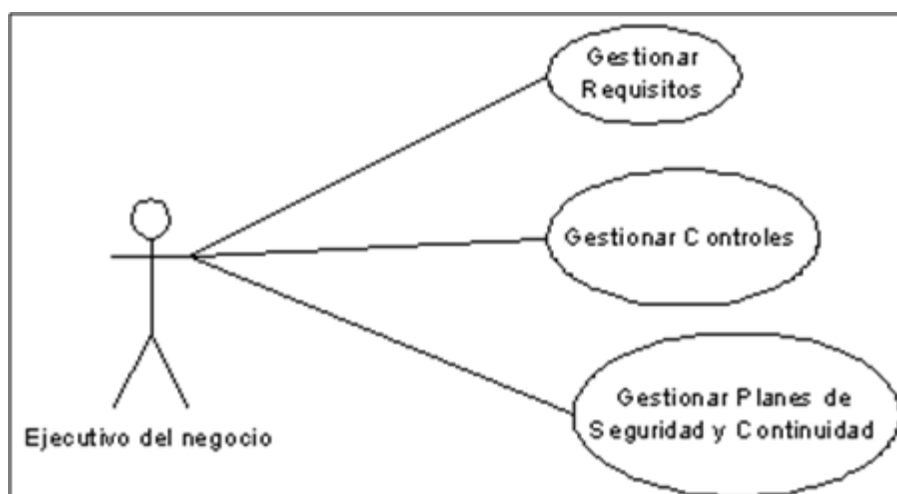 Gestionar
Requisitos
Gestionar Controles
Gestionar Planes de
Seguridad y Continuidad
Ejecutivo del negocio